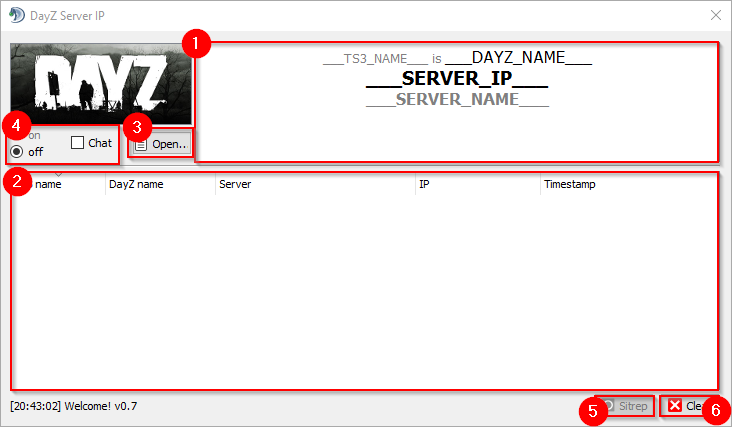 DayZ Server IP
DAYZ
1
___TS3_NAME___ is ___DAYZ_NAME___
___SERVER_IP___
___SERVER_NAME___
4
on
off
Chat
3
Open...
2
name
DayZ name
Server
IP
Timestamp
[20:43:02] Welcome! v0.7
5
Sitrep
6